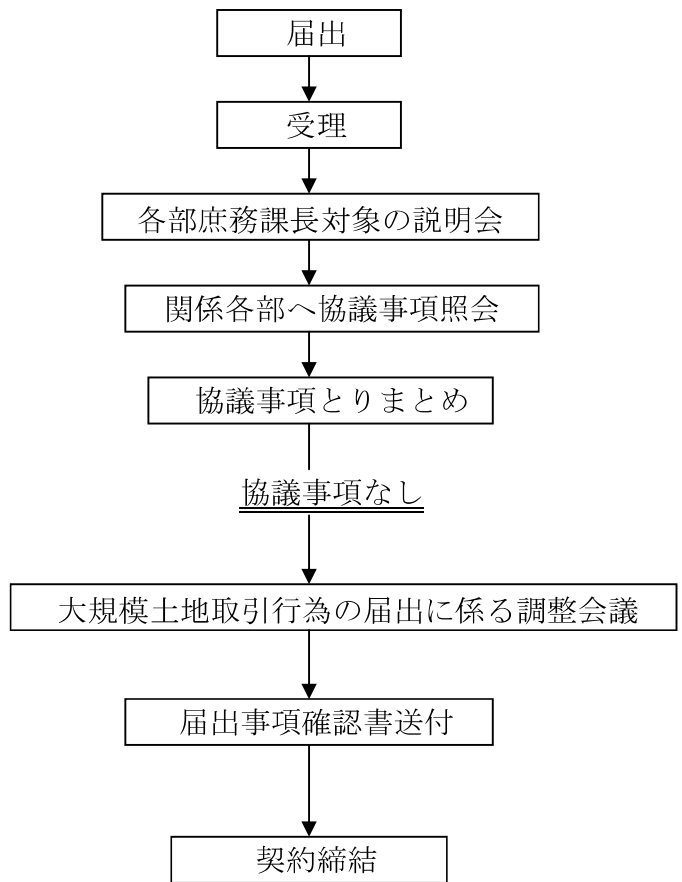 届出
受理
各部庶務課長対象の説明会
関係各部へ協議事項照会
協議事項とりまとめ
協議事項なし
大規模土地取引行為の届出に係る調整会議
届出事項確認書送付
契約締結